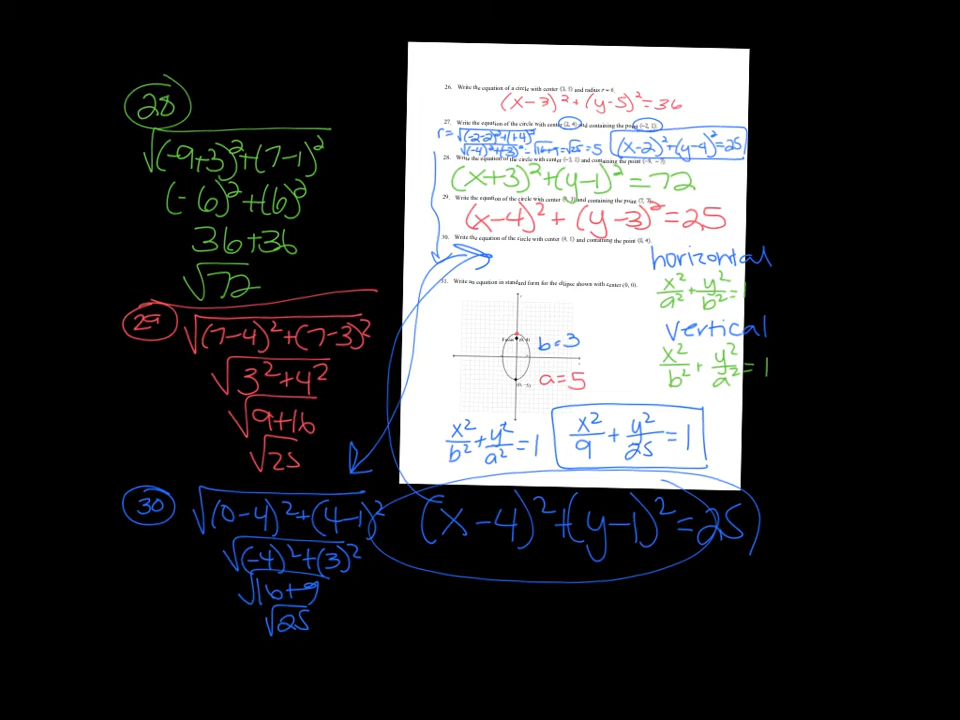 26. Write the equation of a circle with center (3, 5) and radius r = 6.
(x-3)²+(y-5)²=36
27. Write the equation of the circle with center (2, 4) and containing the point (-2, 1).
r=√(-2-2)²+(1-4)²
√(-4)²+(-3)² = √16+9=√25=5
(x-2)²+(y-4)²=25
28. Write the equation of the circle with center (-3, 1) and containing the point
(x+3)²+(y-1)²=72
29. Write the equation of the circle with center and containing the point (7, 7).
(x-4)²+(y-3)²=25
30. Write the equation of the circle with center (4, 1) and containing the point (0, 4).
31. Write an equation in standard form for the ellipse shown with center (0, 0).
horizontal
x²/a²+y²/b²=1
vertical
x²/b²+y²/a²=1
b=3
a=5
(0, -5)
x²/b²+y²/a²=1
x²/9+y²/25=1
28
√(-9+3)²+(7-1)²
(-6)²+(6)²
36+36
√72
29
√(7-4)²+(7-3)²
√3²+4²
√9+16
√25
30
√(0-4)²+(4-1)²
(x-4)²+(y-1)²=25
√(-4)²+(3)²
√16+9
√25